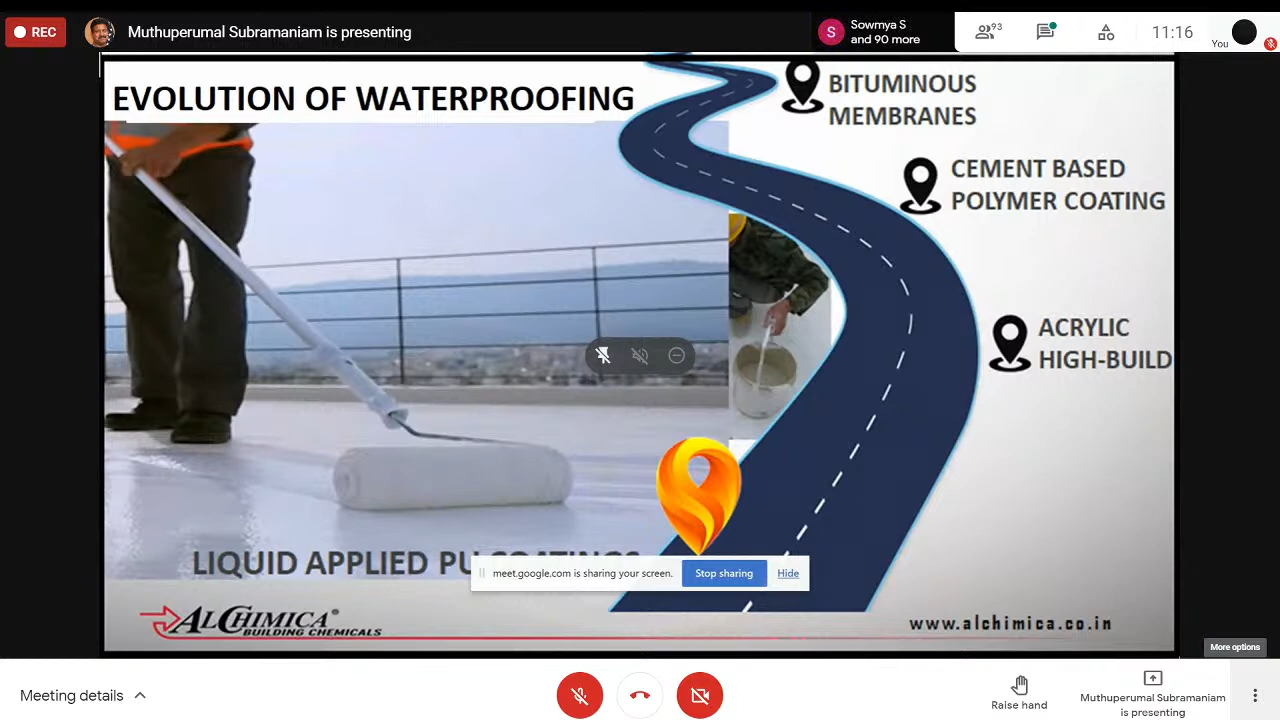 REC
Muthuperumal Subramaniam is presenting
S
Sowmya S
and 90 more
93
11:16
You
EVOLUTION OF WATERPROOFING
BITUMINOUS
MEMBRANES
CEMENT BASED
POLYMER COATING
ACRYLIC
HIGH-BUILD
LIQUID APPLIED PU COATINGS
meet.google.com is sharing your screen.
Stop sharing
Hide
ALCHIMICA®
BUILDING CHEMICALS
www.alchimica.co.in
More options
Meeting details
Raise hand
Muthuperumal Subramaniam
is presenting